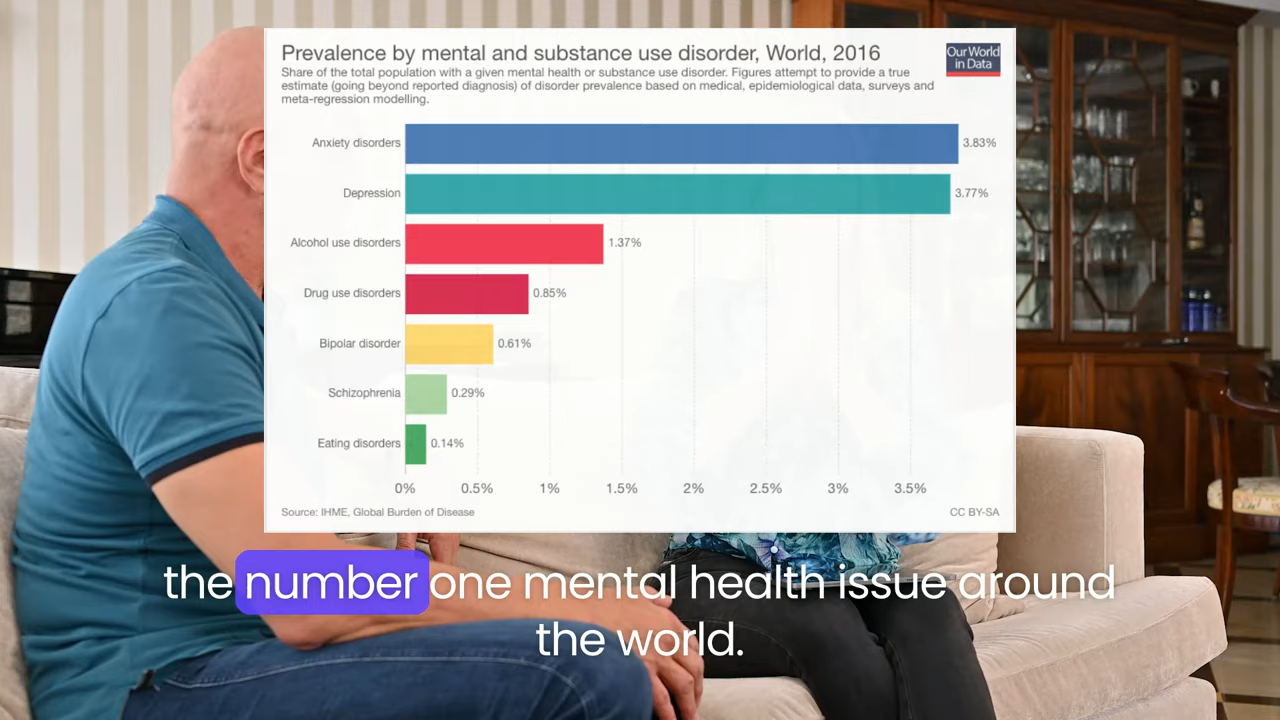 Prevalence by mental and substance use disorder, World, 2016
Our World
in Data
Share of the total population with a given mental health or substance use disorder. Figures attempt to provide a true
estimate (going beyond reported diagnosis) of disorder prevalence based on medical, epidemiological data, surveys and
meta-regression modelling.
Anxiety disorders 3.83%
Depression 3.77%
Alcohol use disorders 1.37%
Drug use disorders 0.85%
Bipolar disorder 0.61%
Schizophrenia 0.29%
Eating disorders 0.14%
0% 0.5% 1% 1.5% 2% 2.5% 3% 3.5%
Source: IHME, Global Burden of Disease CC BY-SA
the number one mental health issue around
the world.